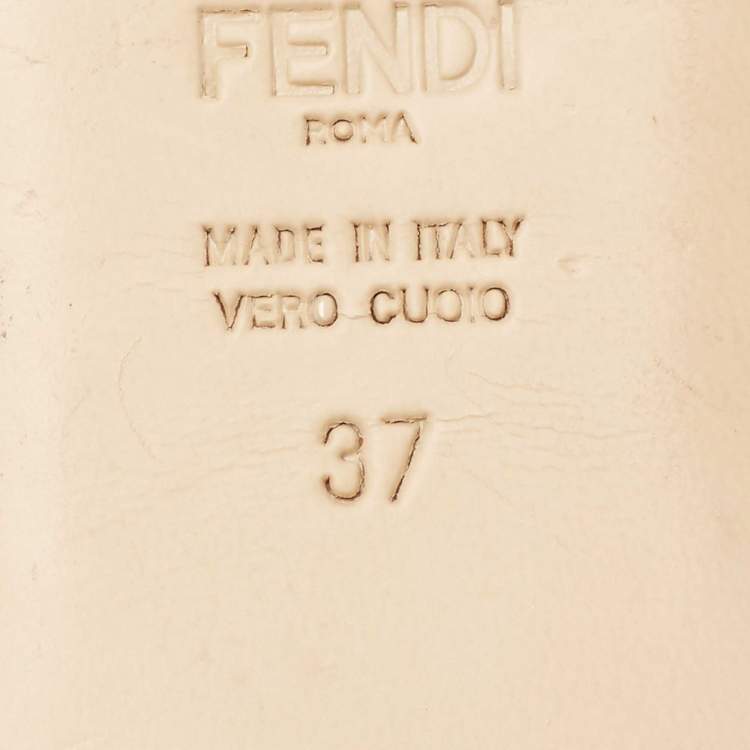 FENDI
ROMA
MADE IN ITALY
VERO CUOIO
37